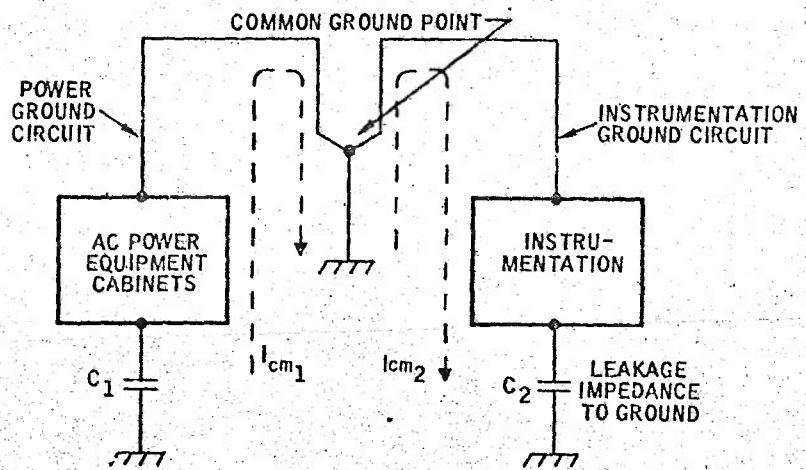 COMMON GROUND POINT
POWER
GROUND
CIRCUIT
INSTRUMENTATION
GROUND CIRCUIT
AC POWER
EQUIPMENT
CABINETS
INSTRU-
MENTATION
Icm1
Icm2
C1
C2
LEAKAGE
IMPEDANCE
TO GROUND